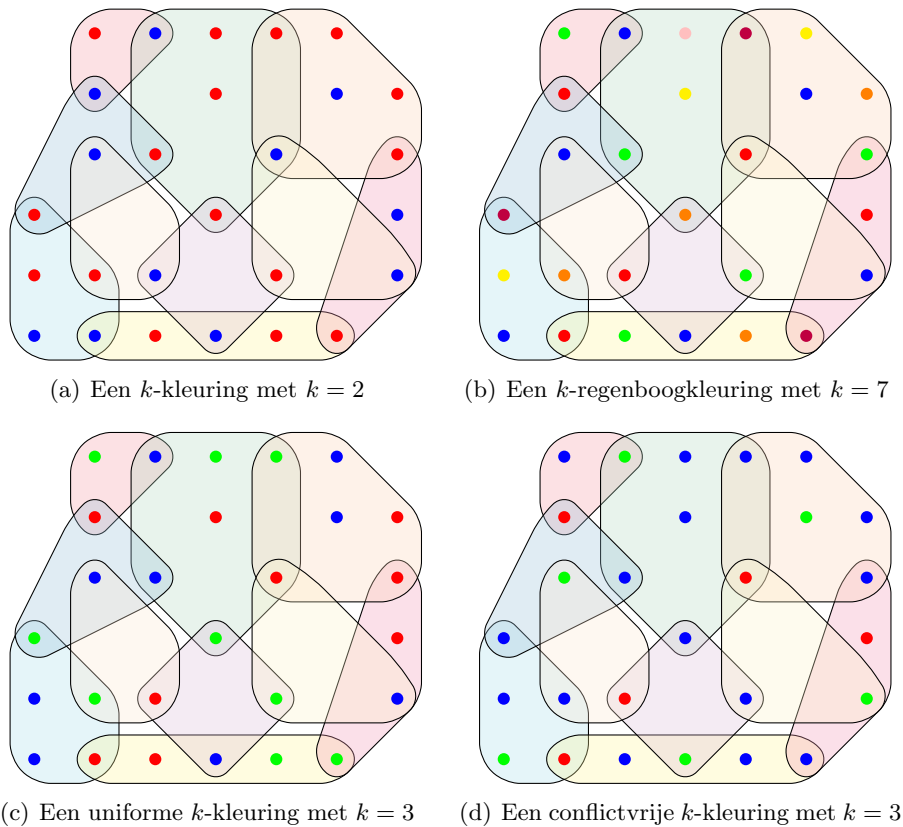 (a) Een k-kleuring met k = 2
(b) Een k-regenboogkleuring met k = 7
(c) Een uniforme k-kleuring met k = 3
(d) Een conflictvrije k-kleuring met k = 3